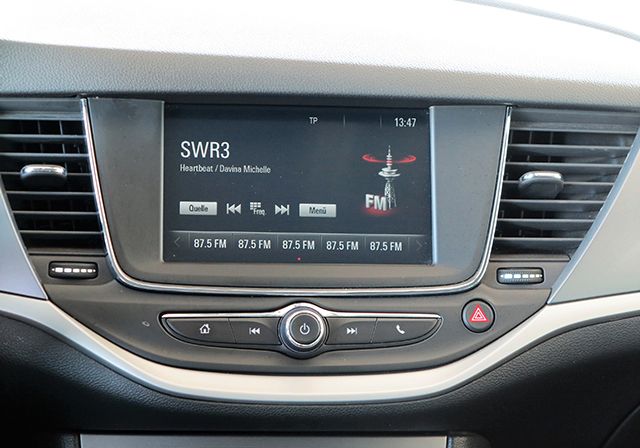 TP 13:47
SWR3
Heartbeat / Davina Michelle
FM
Quelle Freq. Menü
87.5 FM 87.5 FM 87.5 FM 87.5 FM 87.5 FM